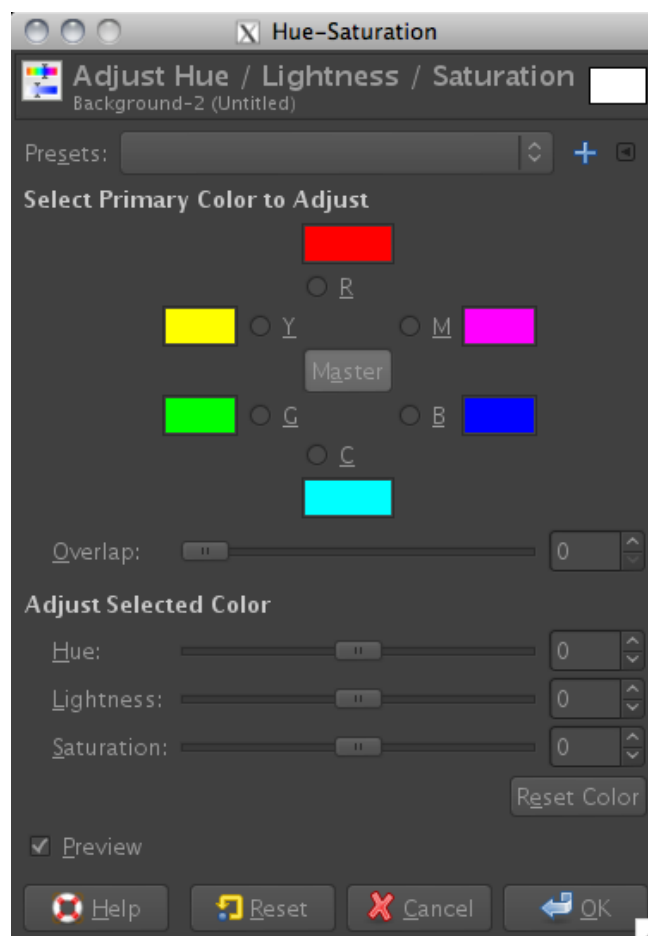 Hue-Saturation
Adjust Hue / Lightness / Saturation
Background-2 (Untitled)
Presets:
Select Primary Color to Adjust
R
Y M
Master
G B
C
Overlap: 0
Adjust Selected Color
Hue: 0
Lightness: 0
Saturation: 0
Reset Color
Preview
Help Reset Cancel OK